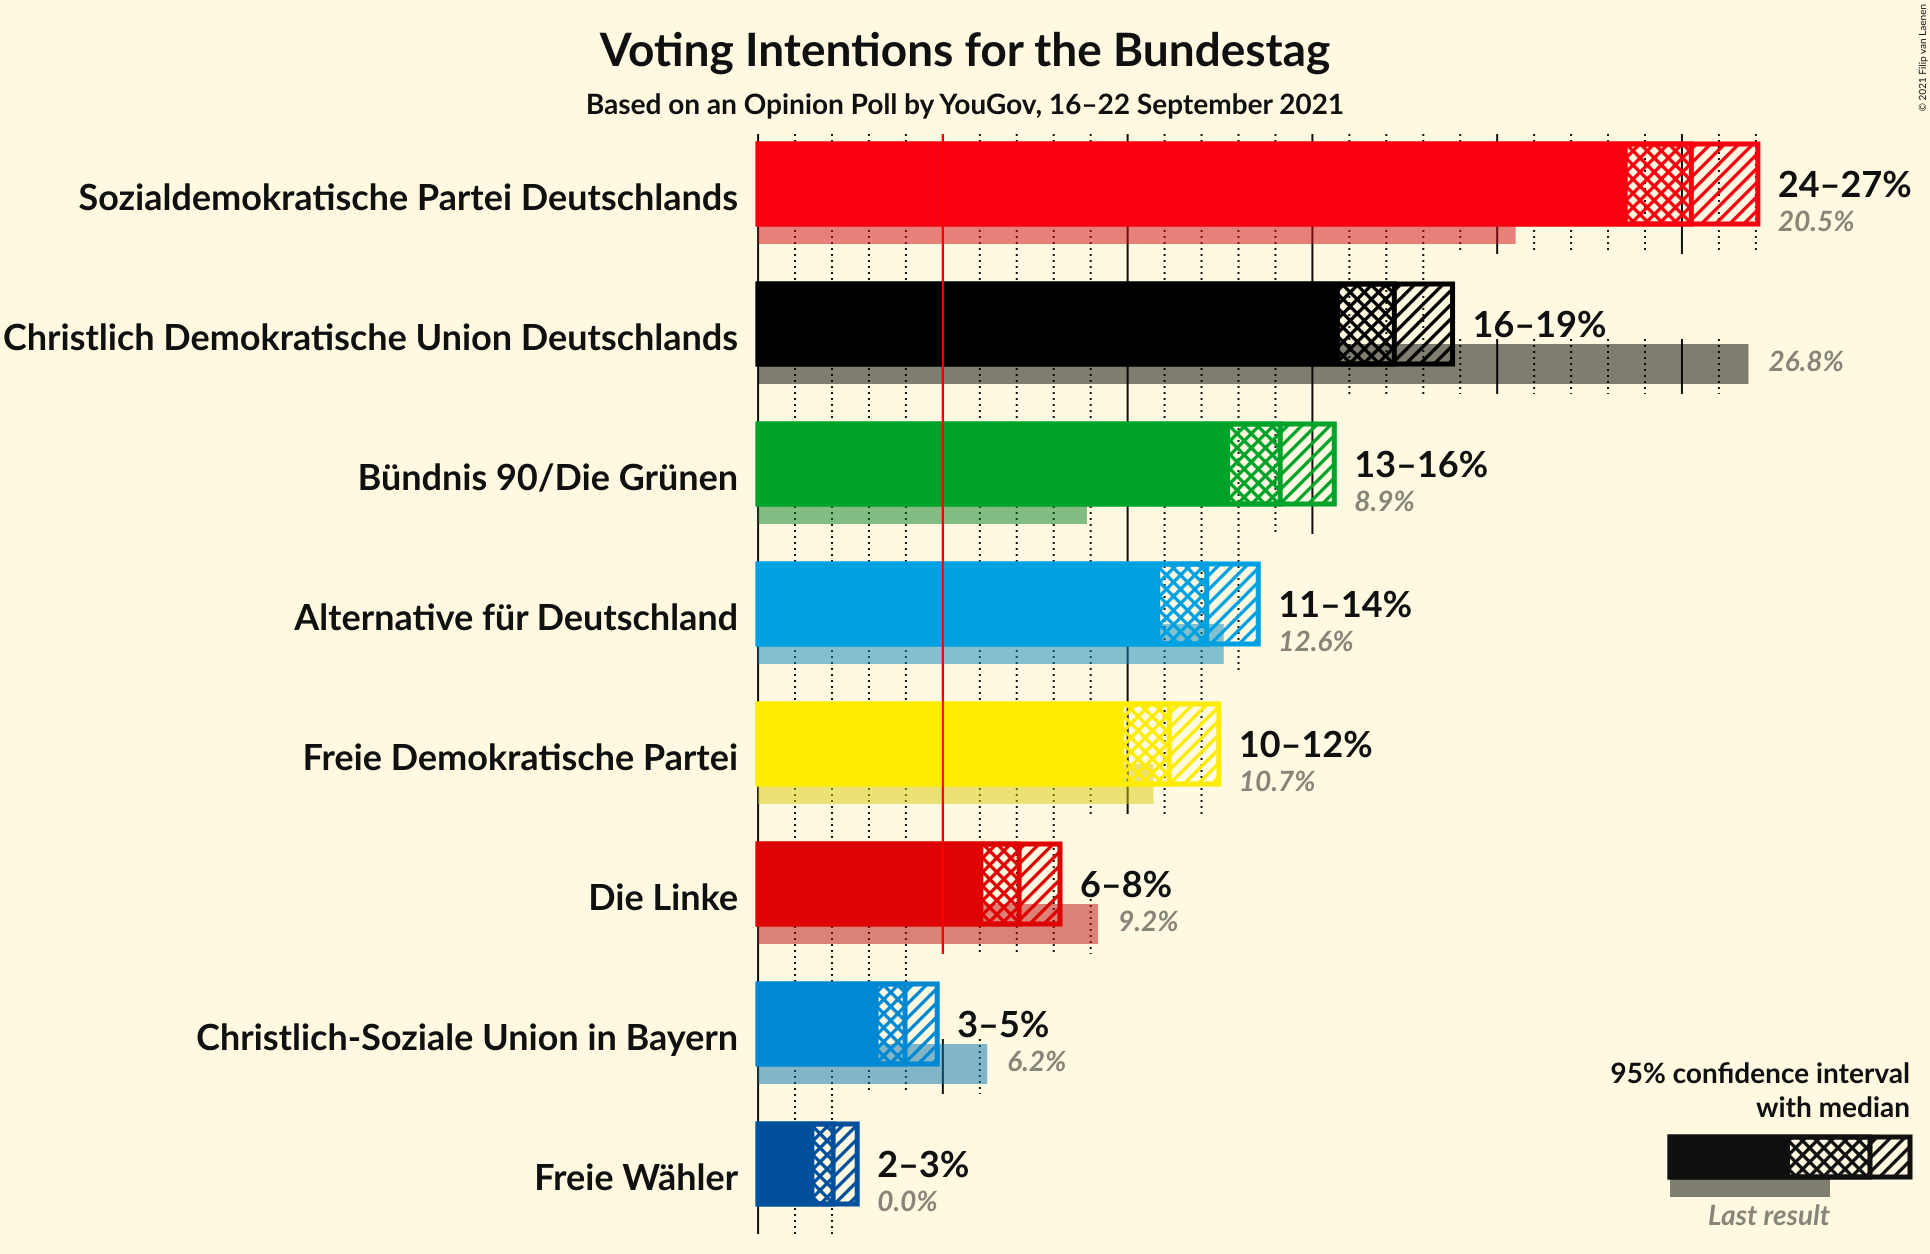 Voting Intentions for the Bundestag
Based on an Opinion Poll by YouGov, 16–22 September 2021
© 2021 Filip van Laenen
Sozialdemokratische Partei Deutschlands
24–27%
20.5%
Christlich Demokratische Union Deutschlands
16–19%
26.8%
Bündnis 90/Die Grünen
13–16%
8.9%
Alternative für Deutschland
11–14%
12.6%
Freie Demokratische Partei
10–12%
10.7%
Die Linke
6–8%
9.2%
Christlich-Soziale Union in Bayern
3–5%
6.2%
Freie Wähler
2–3%
0.0%
95% confidence interval
with median
Last result